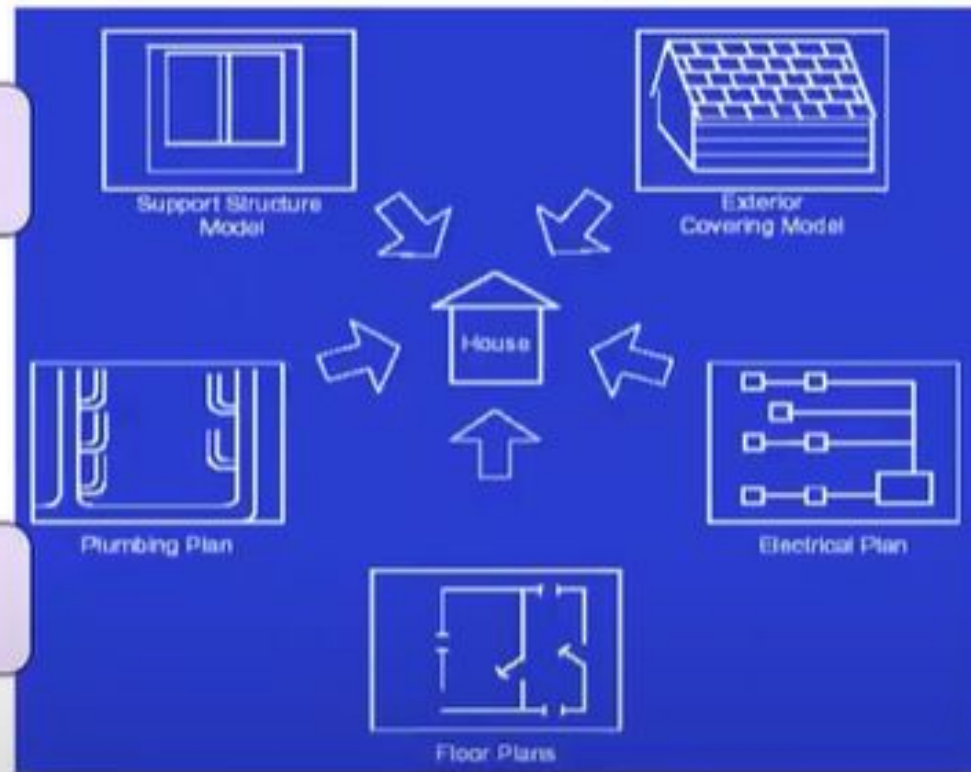 Support Structure
Model
Exterior
Covering Model
House
Plumbing Plan
Electrical Plan
Floor Plans